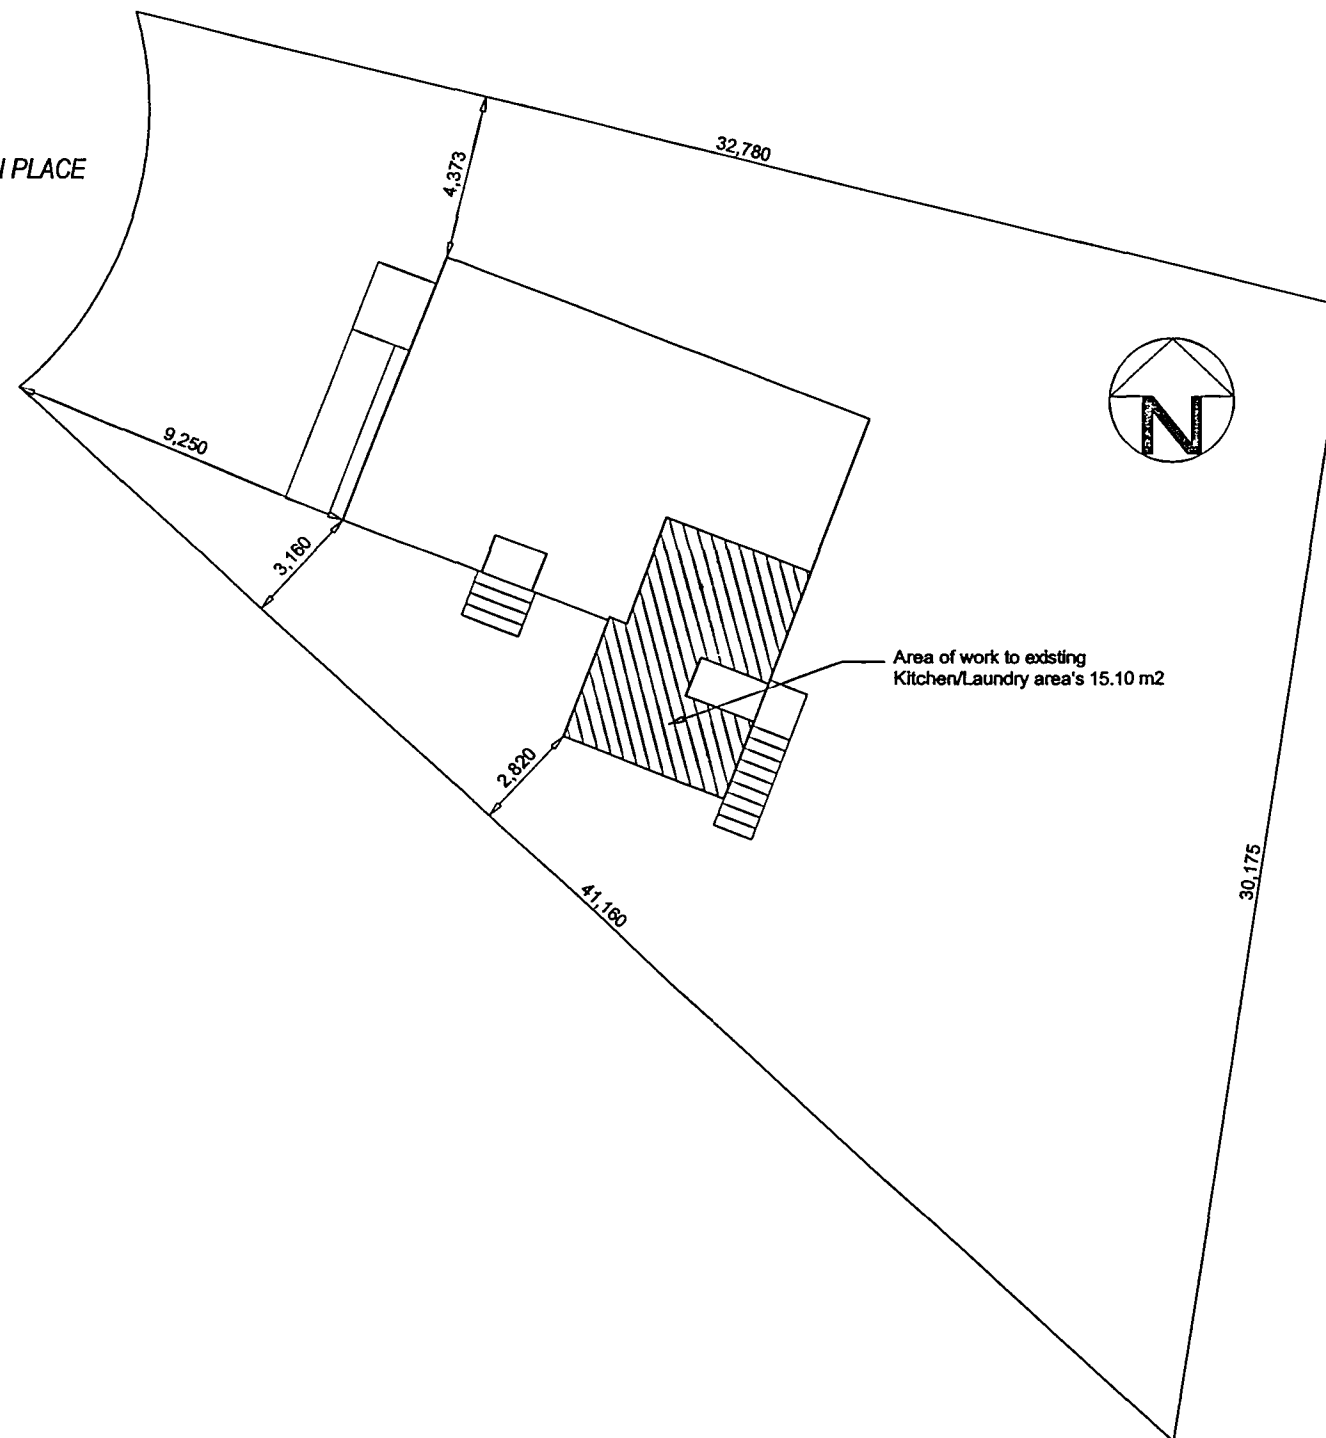 PLACE
32,780
4,373
9,250
3,160
N
Area of work to existing
Kitchen/Laundry area's 15.10 m2
2,820
41,160
30,175